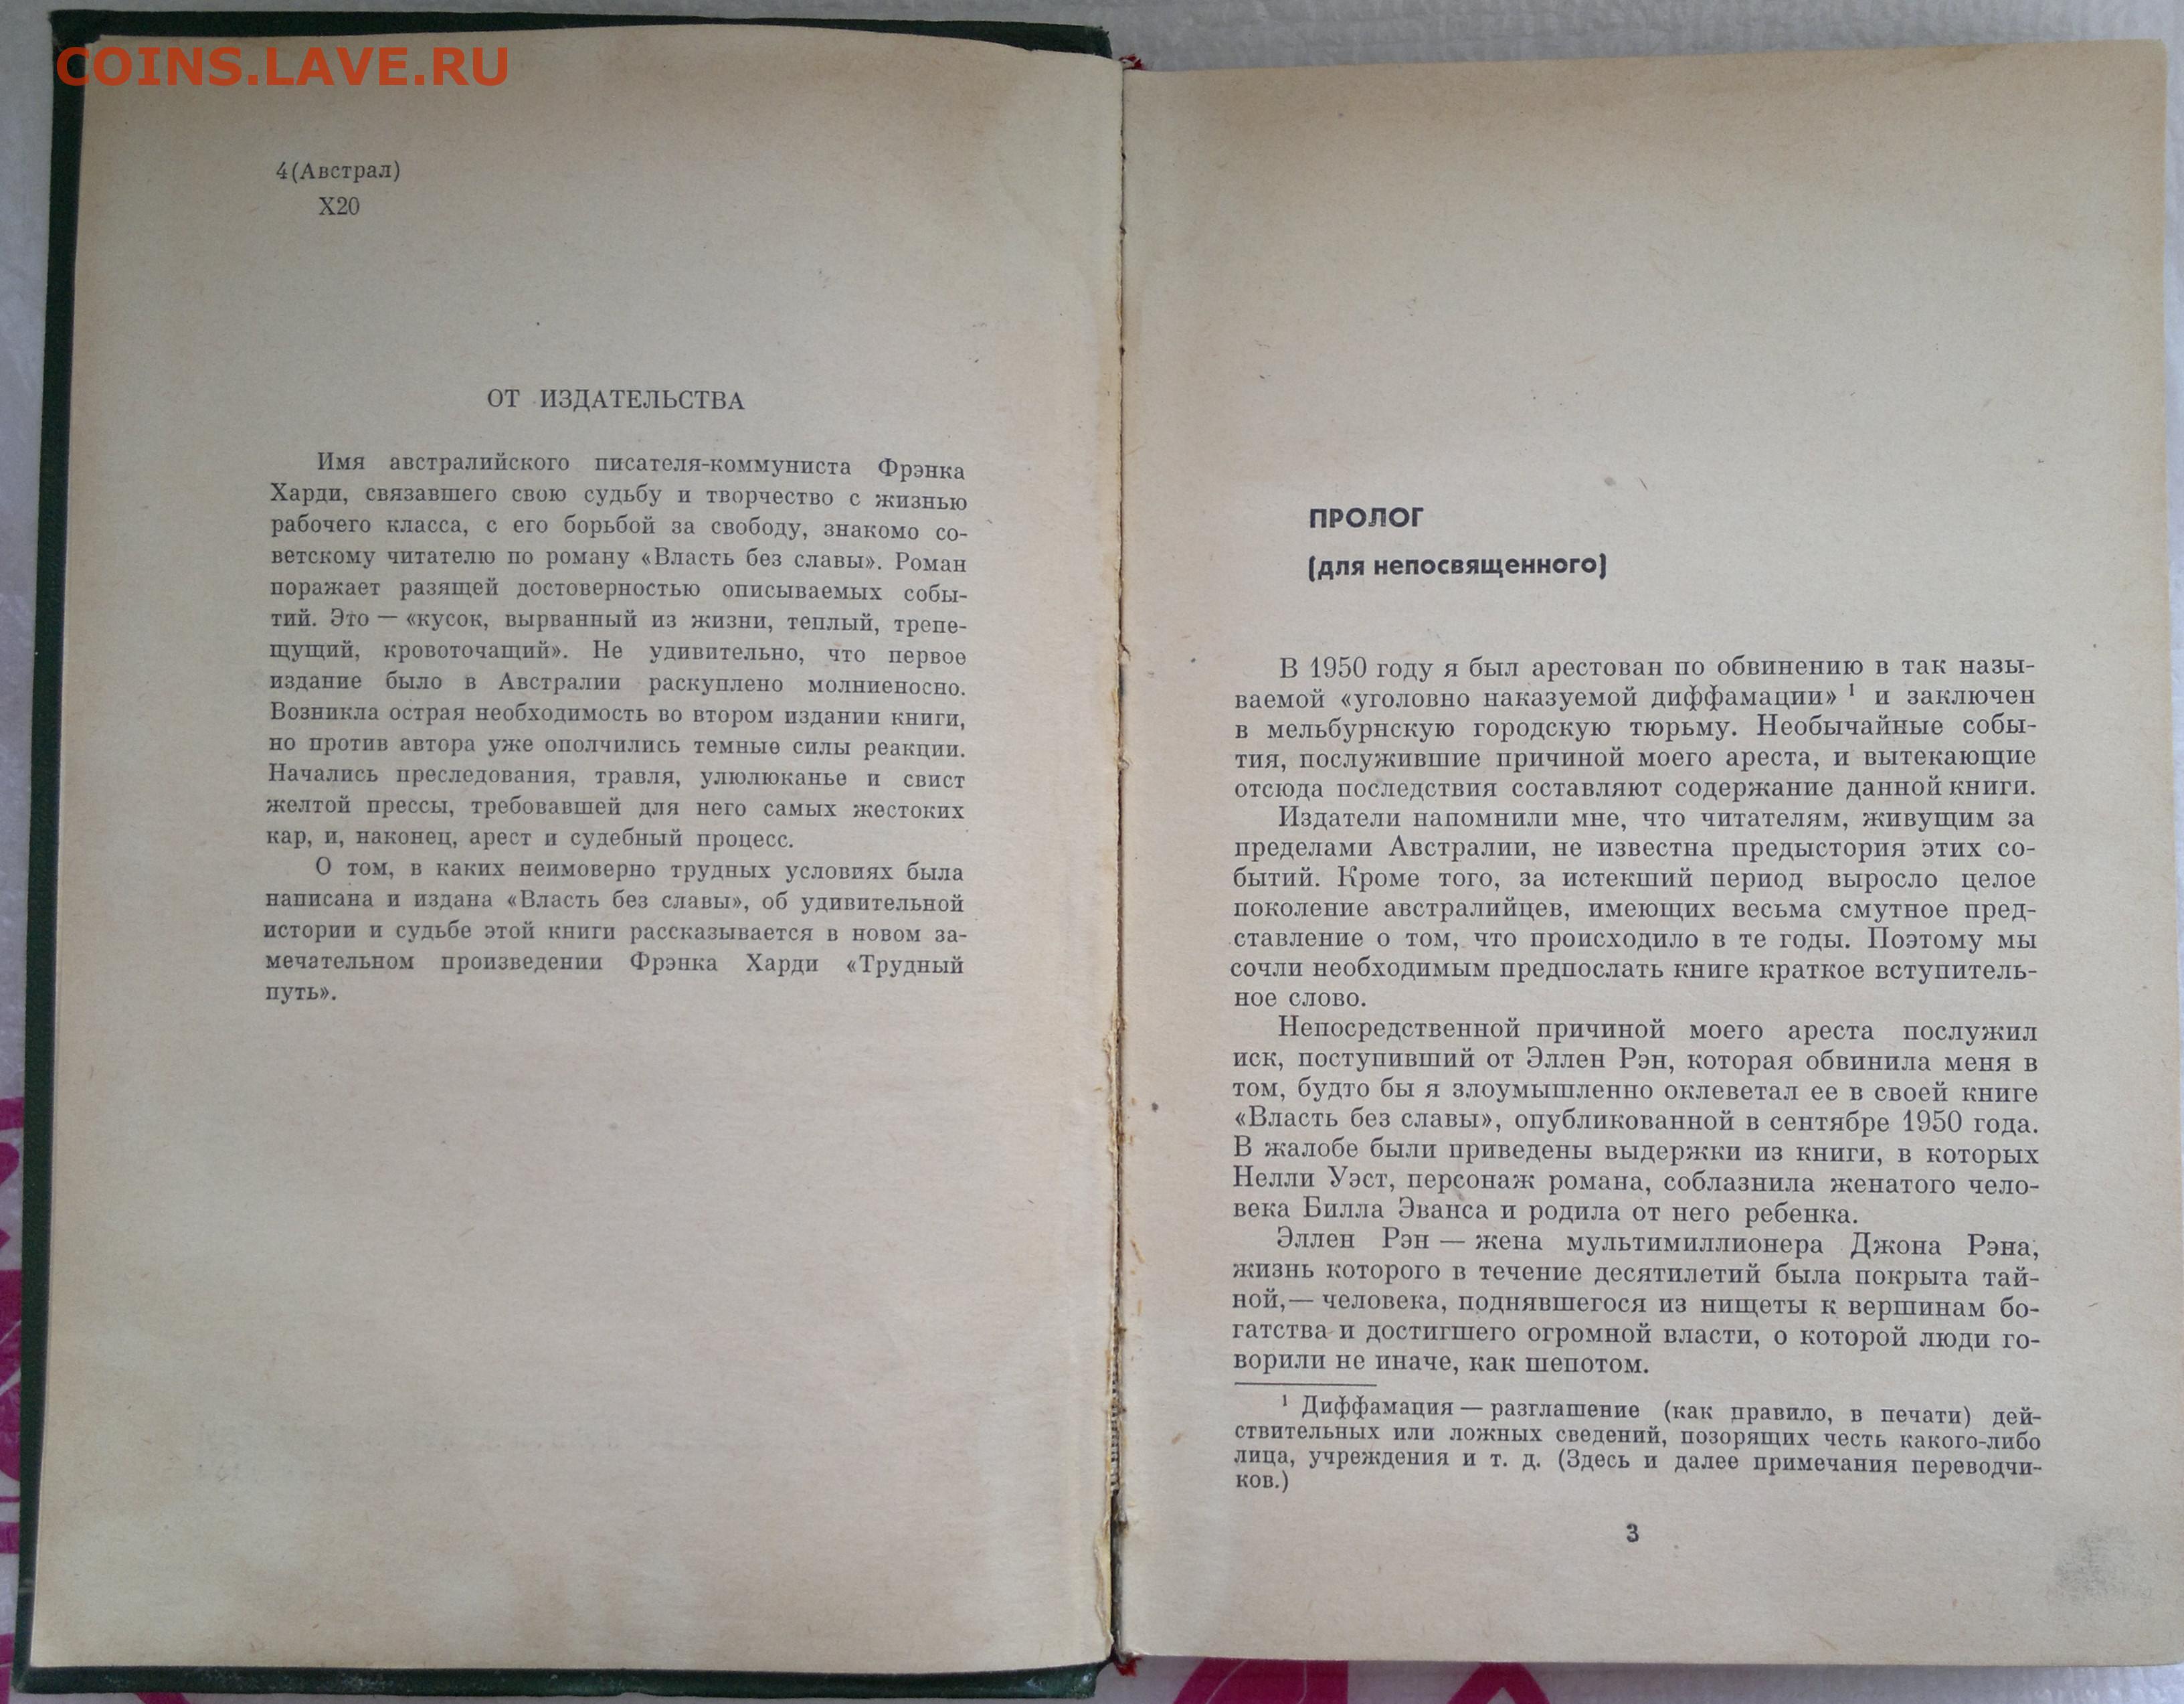 COINS.LAVE.RU
4(Австрал)
Х20
ОТ ИЗДАТЕЛЬСТВА
Имя австралийского писателя-коммуниста Фрэнка
Харди, связавшего свою судьбу и творчество с жизнью
рабочего класса, с его борьбой за свободу, знакомо со-
ветскому читателю по роману «Власть без славы». Роман
поражает разящей достоверностью описываемых собы-
тий. Это — «кусок, вырванный из жизни, теплый, трепе-
щущий, кровоточащий». Не удивительно, что первое
издание было в Австралии раскуплено молниеносно.
Возникла острая необходимость во втором издании книги,
но против автора уже ополчились темные силы реакции.
Начались преследования, травля, улюлюканье и свист
желтой прессы, требовавшей для него самых жестоких
кар, и, наконец, арест и судебный процесс.
О том, в каких неимоверно трудных условиях была
написана и издана «Власть без славы», об удивительной
истории и судьбе этой книги рассказывается в новом за-
мечательном произведении Фрэнка Харди «Трудный
путь».
ПРОЛОГ
(для непосвященного)
В 1950 году я был арестован по обвинению в так назы-
ваемой «уголовно наказуемой диффамации» ¹ и заключен
в мельбурнскую городскую тюрьму. Необычайные собы-
тия, послужившие причиной моего ареста, и вытекающие
отсюда последствия составляют содержание данной книги.
Издатели напомнили мне, что читателям, живущим за
пределами Австралии, не известна предыстория этих со-
бытий. Кроме того, за истекший период выросло целое
поколение австралийцев, имеющих весьма смутное пред-
ставление о том, что происходило в те годы. Поэтому мы
сочли необходимым предпослать книге краткое вступитель-
ное слово.
Непосредственной причиной моего ареста послужил
иск, поступивший от Эллен Рэн, которая обвинила меня в
том, будто бы я злоумышленно оклеветал ее в своей книге
«Власть без славы», опубликованной в сентябре 1950 года.
В жалобе были приведены выдержки из книги, в которых
Нелли Уэст, персонаж романа, соблазнила женатого чело-
века Билла Эванса и родила от него ребенка.
Эллен Рэн — жена мультимиллионера Джона Рэна,
жизнь которого в течение десятилетий была покрыта тай-
ной,— человека, поднявшегося из нищеты к вершинам бо-
гатства и достигшего огромной власти, о которой люди го-
ворили не иначе, как шепотом.
¹ Диффамация — разглашение (как правило, в печати) дей-
ствительных или ложных сведений, позорящих честь какого-либо
лица, учреждения и т. д. (Здесь и далее примечания переводчи-
ков.)
3